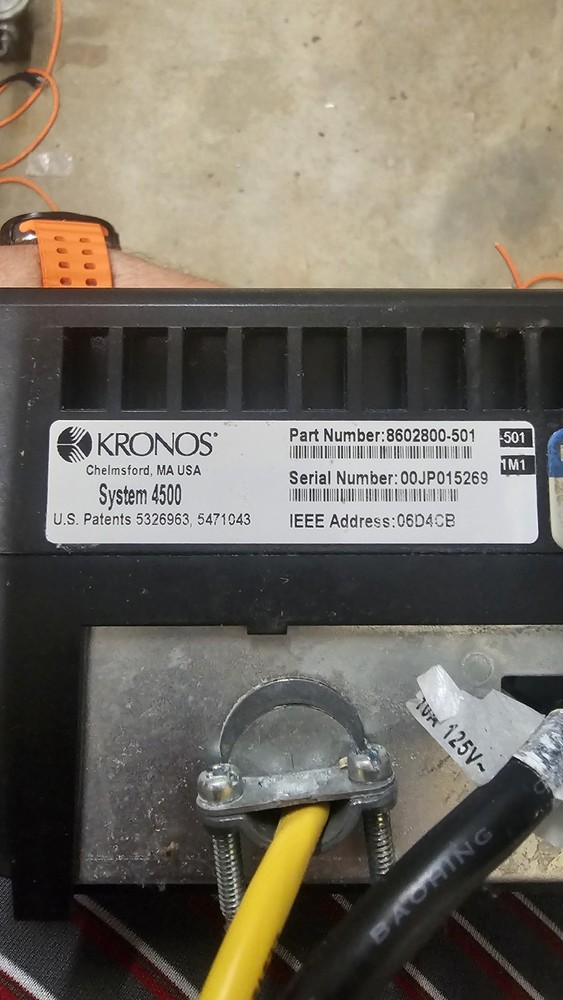 KRONOS®
Chelmsford, MA USA
System 4500
U.S. Patents 5326963, 5471043
Part Number:8602800-501
Serial Number:00JP015269
IEEE Address:06D4CB
-501
1M1
10A 125V~
BAOHING